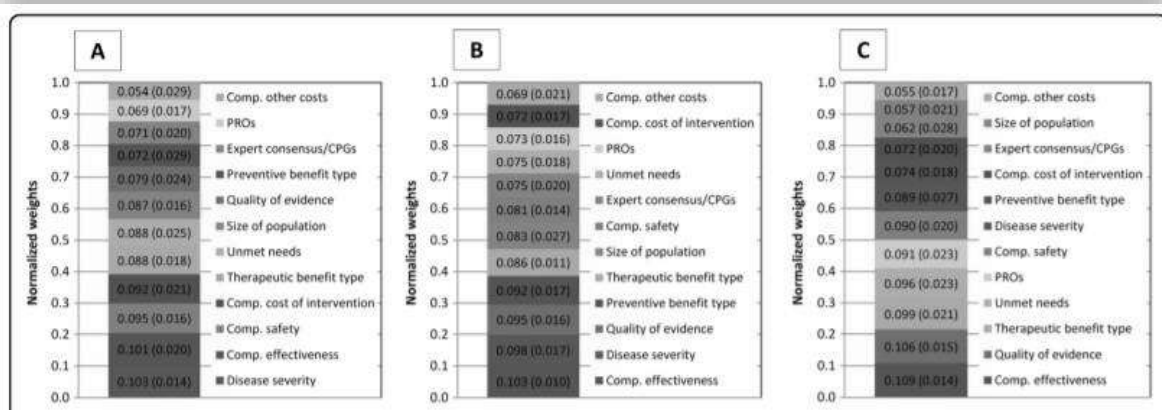 A
Normalized weights
1.0
0.9
0.8
0.7
0.6
0.5
0.4
0.3
0.2
0.1
0.0
0.054 (0.029)
0.069 (0.017)
0.071 (0.020)
0.072 (0.029)
0.079 (0.024)
0.087 (0.016)
0.088 (0.025)
0.088 (0.018)
0.092 (0.021)
0.095 (0.016)
0.101 (0.020)
0.103 (0.014)
Comp. other costs
PROs
Expert consensus/CPGs
Preventive benefit type
Quality of evidence
Size of population
Unmet needs
Therapeutic benefit type
Comp. cost of intervention
Comp. safety
Comp. effectiveness
Disease severity
B
Normalized weights
1.0
0.9
0.8
0.7
0.6
0.5
0.4
0.3
0.2
0.1
0.0
0.069 (0.021)
0.072 (0.017)
0.073 (0.016)
0.075 (0.018)
0.075 (0.020)
0.081 (0.014)
0.083 (0.027)
0.086 (0.011)
0.092 (0.017)
0.095 (0.016)
0.098 (0.017)
0.103 (0.010)
Comp. other costs
Comp. cost of intervention
PROs
Unmet needs
Expert consensus/CPGs
Comp. safety
Size of population
Therapeutic benefit type
Preventive benefit type
Quality of evidence
Disease severity
Comp. effectiveness
C
Normalized weights
1.0
0.9
0.8
0.7
0.6
0.5
0.4
0.3
0.2
0.1
0.0
0.055 (0.017)
0.057 (0.021)
0.062 (0.028)
0.072 (0.020)
0.074 (0.018)
0.089 (0.027)
0.090 (0.020)
0.091 (0.023)
0.096 (0.023)
0.099 (0.021)
0.106 (0.015)
0.109 (0.014)
Comp. other costs
Size of population
Expert consensus/CPGs
Comp. cost of intervention
Preventive benefit type
Disease severity
Comp. safety
PROs
Unmet needs
Therapeutic benefit type
Quality of evidence
Comp. effectiveness